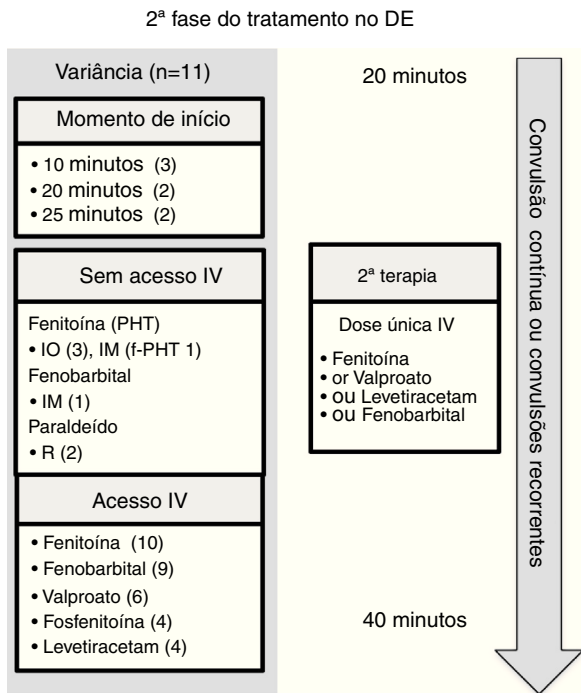 2ª fase do tratamento no DE
Variância (n=11)
Momento de início
• 10 minutos (3)
• 20 minutos (2)
• 25 minutos (2)
Sem acesso IV
Fenitoína (PHT)
• IO (3), IM (f-PHT 1)
Fenobarbital
• IM (1)
Paraldeído
• R (2)
Acesso IV
• Fenitoína (10)
• Fenobarbital (9)
• Valproato (6)
• Fosfenitoína (4)
• Levetiracetam (4)
20 minutos
2ª terapia
Dose única IV
• Fenitoína
• or Valproato
• ou Levetiracetam
• ou Fenobarbital
40 minutos
Convulsão contínua ou convulsões recorrentes